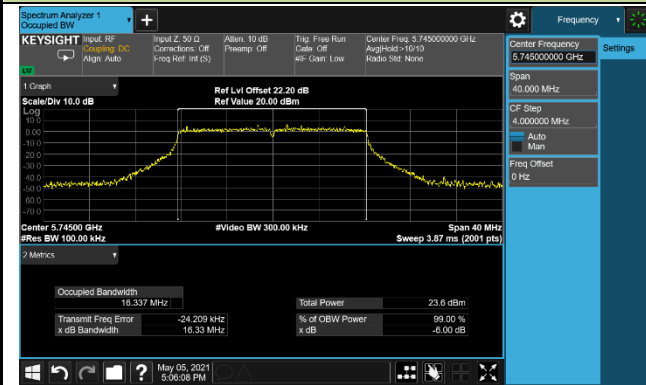 Spectrum Analyzer 1
Occupied BW
+
Frequency
KEYSIGHT Input: RF
Coupling: DC
Align: Auto
Input Z: 50 Ω
Corrections: Off
Freq Ref: Int (S)
Atten: 10 dB
Preamp: Off
Trig: Free Run
Gate: Off
#IF Gain: Low
Center Freq: 5.745000000 GHz
Avg|Hold:>10/10
Radio Std: None
LM
Center Frequency
5.745000000 GHz
Settings
Span
40.000 MHz
CF Step
4.000000 MHz
Auto
Man
Freq Offset
0 Hz
1 Graph
Scale/Div 10.0 dB
Ref Lvl Offset 22.20 dB
Ref Value 20.00 dBm
Log
10.0
0.00
-10.0
-20.0
-30.0
-40.0
-50.0
-60.0
-70.0
Center 5.74500 GHz
#Res BW 100.00 kHz
#Video BW 300.00 kHz
Span 40 MHz
Sweep 3.87 ms (2001 pts)
2 Metrics
Occupied Bandwidth
16.337 MHz
Total Power 23.6 dBm
Transmit Freq Error -24.209 kHz
% of OBW Power 99.00 %
x dB Bandwidth 16.33 MHz
x dB -6.00 dB
?
May 05, 2021
5:06:08 PM